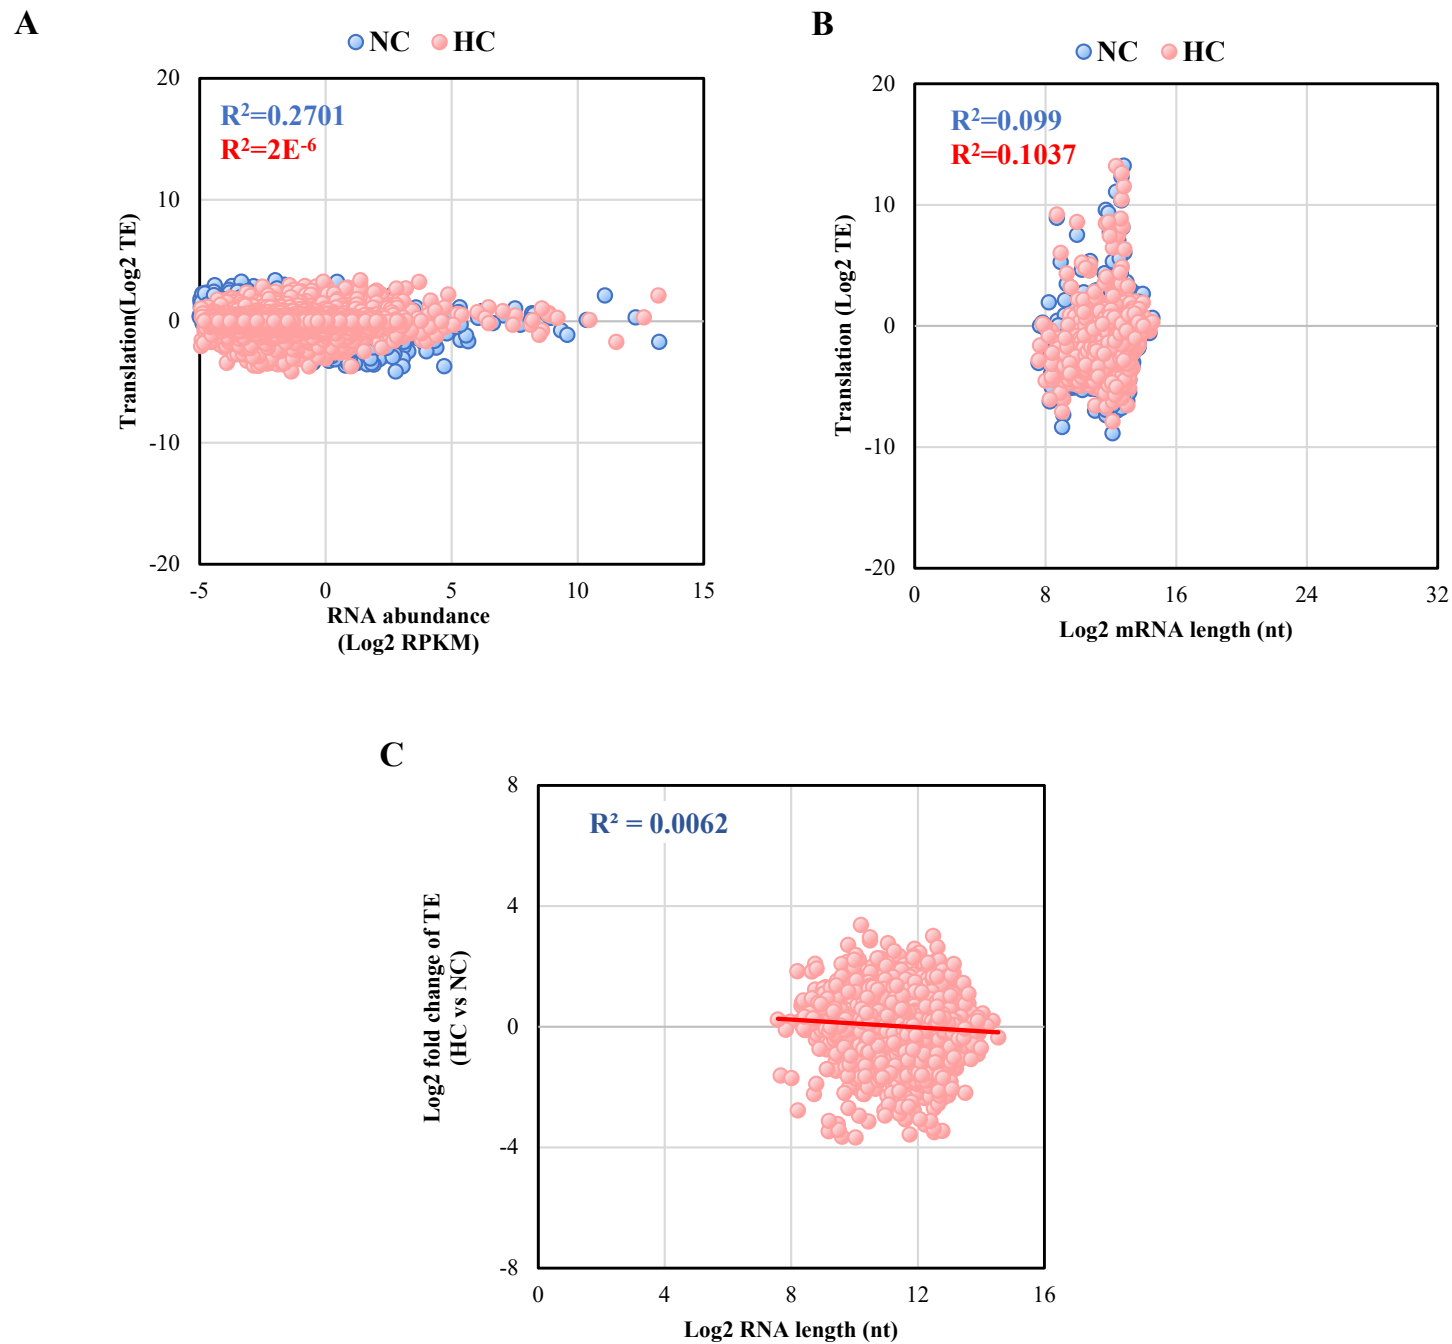 A
NC HC
20
10
0
-10
-20
R²=0.2701
R²=2E⁻⁶
Translation(Log2 TE)
-5 0 5 10 15
RNA abundance
(Log2 RPKM)
B
NC HC
20
10
0
-10
-20
R²=0.099
R²=0.1037
Translation (Log2 TE)
0 8 16 24 32
Log2 mRNA length (nt)
C
8
4
0
-4
-8
R² = 0.0062
Log2 fold change of TE
(HC vs NC)
0 4 8 12 16
Log2 RNA length (nt)